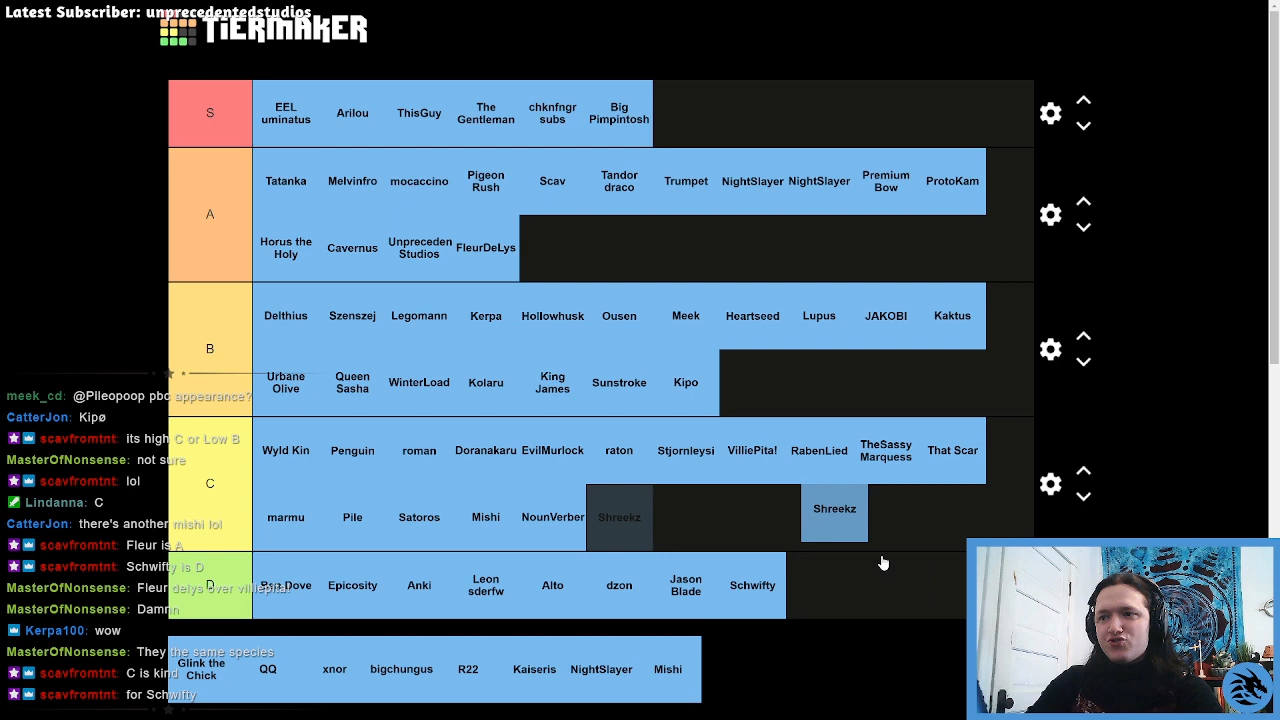 Latest Subscriber: unprecedentedstudios
TiERMAKER
S
EEL
uminatus
Arilou
ThisGuy
The
Gentleman
chknfngr
subs
Big
Pimpintosh
A
Tatanka
Melvinfro
mocaccino
Pigeon
Rush
Scav
Tandor
draco
Trumpet
NightSlayer
NightSlayer
Premium
Bow
ProtoKam
Horus the
Holy
Cavernus
Unpreceden
Studios
FleurDeLys
B
Delthius
Szenszej
Legomann
Kerpa
Hollowhusk
Ousen
Meek
Heartseed
Lupus
JAKOBI
Kaktus
Urbane
Olive
Queen
Sasha
WinterLoad
Kolaru
King
James
Sunstroke
Kipo
C
Wyld Kin
Penguin
roman
Doranakaru
EvilMurlock
raton
Stjornleysi
VilliePita!
RabenLied
TheSassy
Marquess
That Scar
marmu
Pile
Satoros
Mishi
NounVerber
Shreekz
Shreekz
D
Dove
Epicosity
Anki
Leon
sderfw
Alto
dzon
Jason
Blade
Schwifty
Glink the
Chick
QQ
xnor
bigchungus
R22
Kaiseris
NightSlayer
Mishi
meek_cd: @Pileopoop pbc appearance?
CatterJon: Kipø
scavfromtnt: its high C or Low B
MasterOfNonsense: not sure
scavfromtnt: lol
Lindanna: C
CatterJon: there's another mishi lol
scavfromtnt: Fleur is A
scavfromtnt: Schwifty is D
MasterOfNonsense: Fleur delys over villiepita!
MasterOfNonsense: Damnn
Kerpa100: wow
MasterOfNonsense: They the same species
scavfromtnt: C is kind
scavfromtnt: for Schwifty